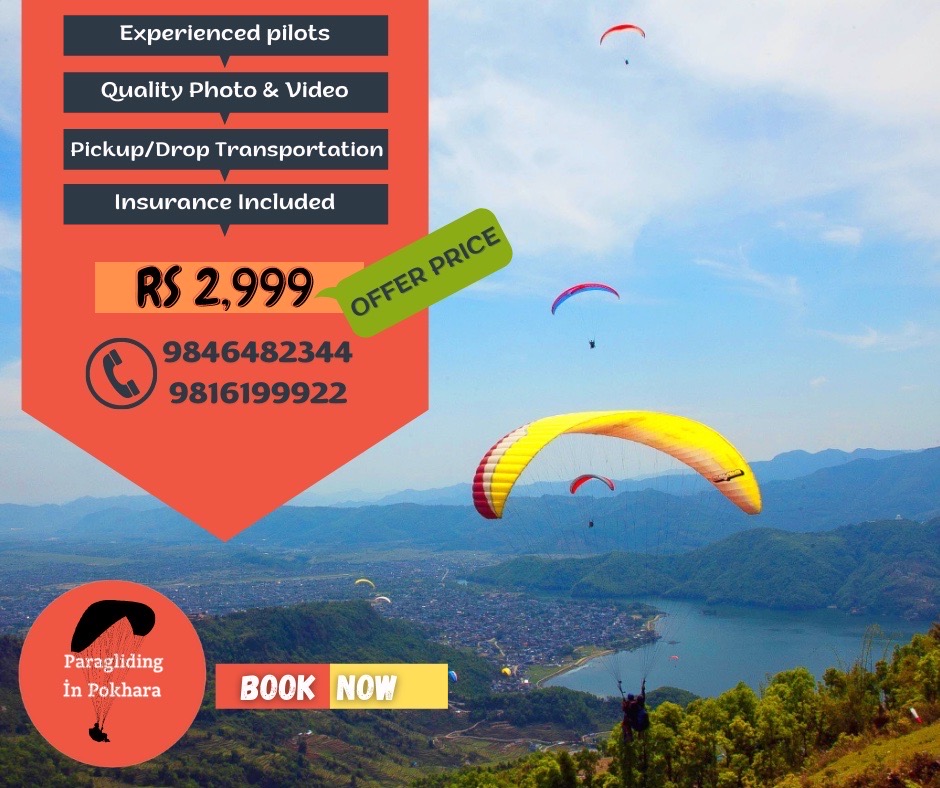 Experienced pilots
Quality Photo & Video
Pickup/Drop Transportation
Insurance Included
RS 2,999
OFFER PRICE
9846482344
9816199922
Paragliding
İn Pokhara
BOOK NOW